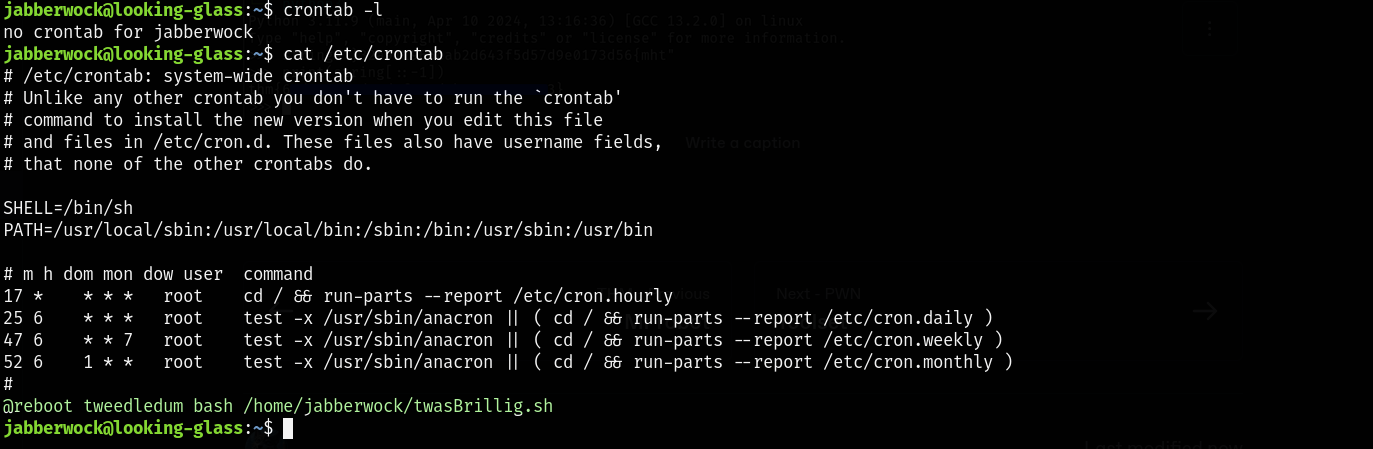 jabberwock@looking-glass:~$ crontab -l
no crontab for jabberwock
jabberwock@looking-glass:~$ cat /etc/crontab
# /etc/crontab: system-wide crontab
# Unlike any other crontab you don't have to run the `crontab'
# command to install the new version when you edit this file
# and files in /etc/cron.d. These files also have username fields,
# that none of the other crontabs do.
Write a caption
SHELL=/bin/sh
PATH=/usr/local/sbin:/usr/local/bin:/sbin:/bin:/usr/sbin:/usr/bin
# m h dom mon dow user  command
17 *    * * *   root    cd / && run-parts --report /etc/cron.hourly
Next - PWN
25 6    * * *   root    test -x /usr/sbin/anacron || ( cd / && run-parts --report /etc/cron.daily )
47 6    * * 7   root    test -x /usr/sbin/anacron || ( cd / && run-parts --report /etc/cron.weekly )
52 6    1 * *   root    test -x /usr/sbin/anacron || ( cd / && run-parts --report /etc/cron.monthly )
#
@reboot tweedledum bash /home/jabberwock/twasBrillig.sh
jabberwock@looking-glass:~$